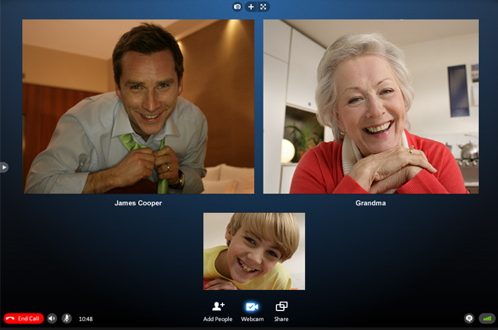 James Cooper
Grandma
Add People
Webcam
Share
End Call
10:48